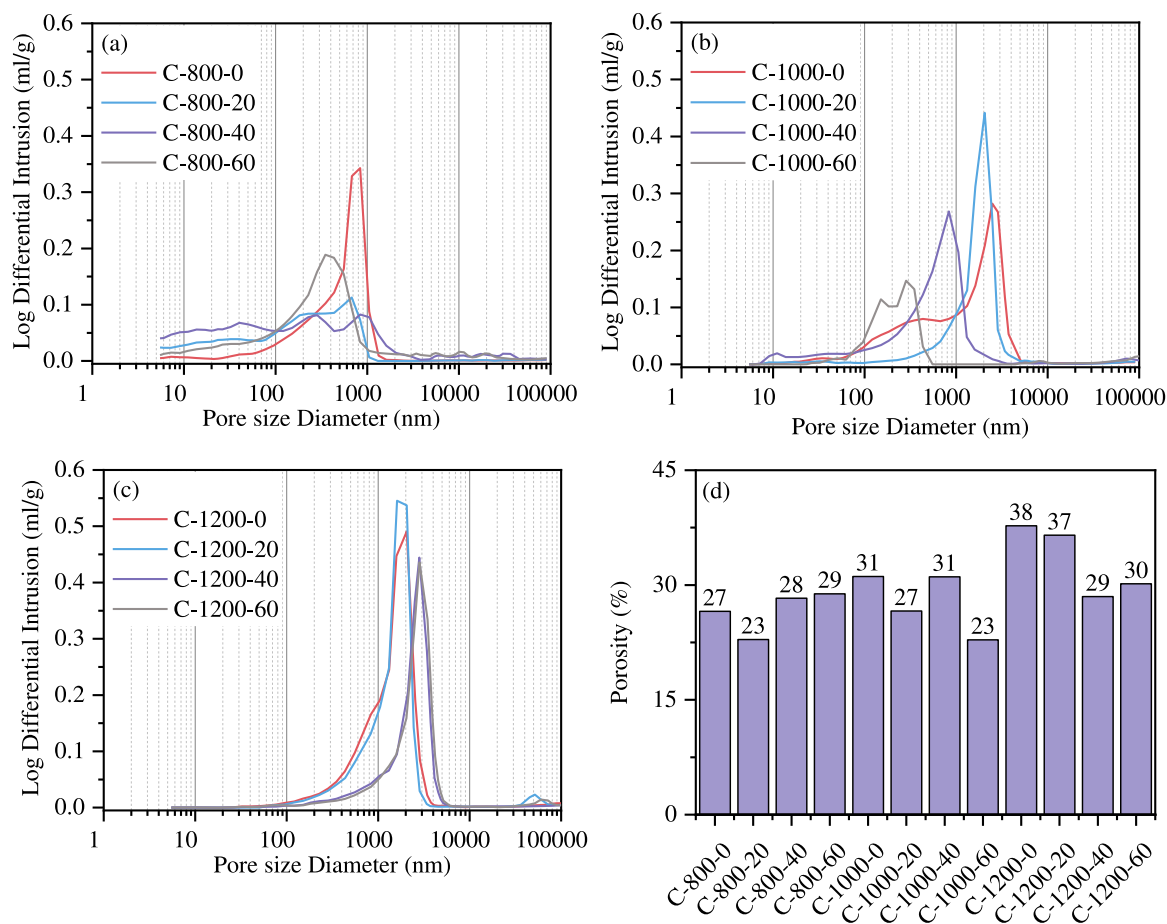 (a)
C-800-0
C-800-20
C-800-40
C-800-60
Log Differential Intrusion (ml/g)
0.6
0.5
0.4
0.3
0.2
0.1
0.0
1 10 100 1000 10000 100000
Pore size Diameter (nm)
(b)
C-1000-0
C-1000-20
C-1000-40
C-1000-60
Log Differential Intrusion (ml/g)
0.6
0.5
0.4
0.3
0.2
0.1
0.0
1 10 100 1000 10000 100000
Pore size Diameter (nm)
(c)
C-1200-0
C-1200-20
C-1200-40
C-1200-60
Log Differential Intrusion (ml/g)
0.6
0.5
0.4
0.3
0.2
0.1
0.0
1 10 100 1000 10000 100000
Pore size Diameter (nm)
(d)
Porosity (%)
45
30
15
0
27 23 28 29 31 27 31 23 38 37 29 30
C-800-0
C-800-20
C-800-40
C-800-60
C-1000-0
C-1000-20
C-1000-40
C-1000-60
C-1200-0
C-1200-20
C-1200-40
C-1200-60